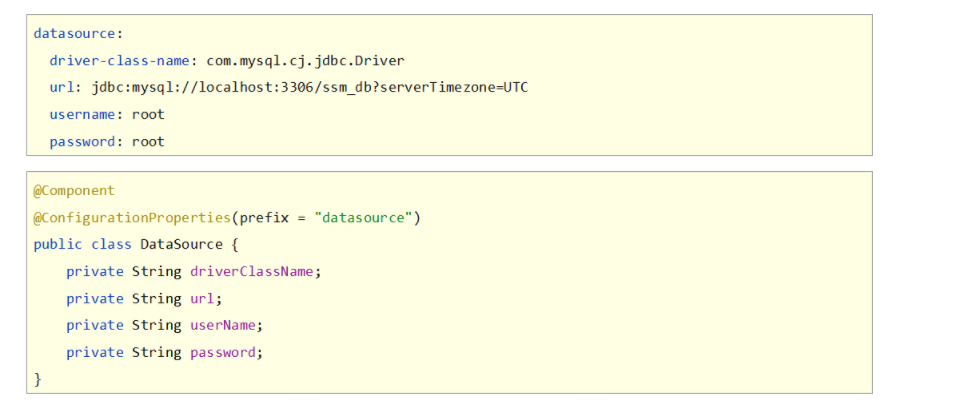 datasource:
  driver-class-name: com.mysql.cj.jdbc.Driver
  url: jdbc:mysql://localhost:3306/ssm_db?serverTimezone=UTC
  username: root
  password: root
@Component
@ConfigurationProperties(prefix = "datasource")
public class DataSource {
    private String driverClassName;
    private String url;
    private String userName;
    private String password;
}